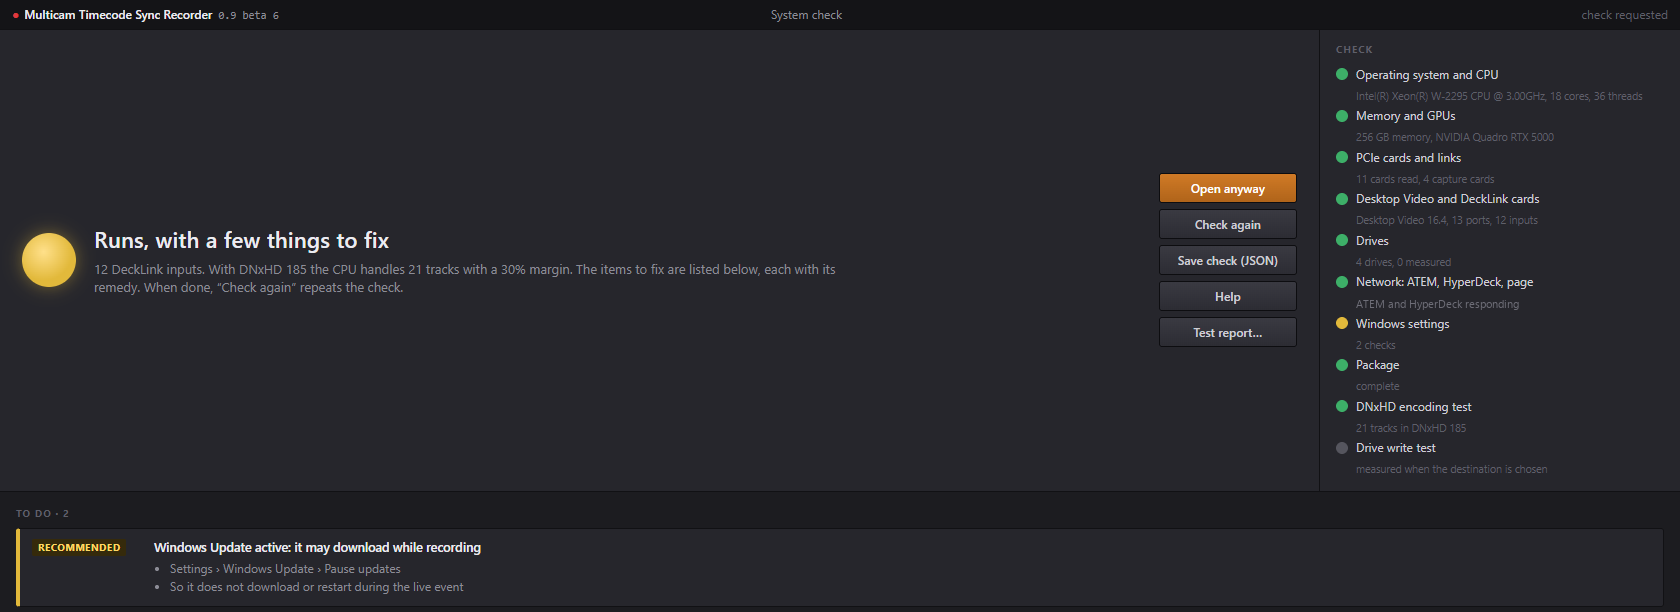 Multicam Timecode Sync Recorder 0.9 beta 6
System check
check requested
Runs, with a few things to fix
12 DeckLink inputs. With DNxHD 185 the CPU handles 21 tracks with a 30% margin. The items to fix are listed below, each with its
remedy. When done, “Check again” repeats the check.
Open anyway
Check again
Save check (JSON)
Help
Test report...
CHECK
Operating system and CPU
Intel(R) Xeon(R) W-2295 CPU @ 3.00GHz, 18 cores, 36 threads
Memory and GPUs
256 GB memory, NVIDIA Quadro RTX 5000
PCIe cards and links
11 cards read, 4 capture cards
Desktop Video and DeckLink cards
Desktop Video 16.4, 13 ports, 12 inputs
Drives
4 drives, 0 measured
Network: ATEM, HyperDeck, page
ATEM and HyperDeck responding
Windows settings
2 checks
Package
complete
DNxHD encoding test
21 tracks in DNxHD 185
Drive write test
measured when the destination is chosen
TO DO · 2
RECOMMENDED
Windows Update active: it may download while recording
• Settings › Windows Update › Pause updates
• So it does not download or restart during the live event